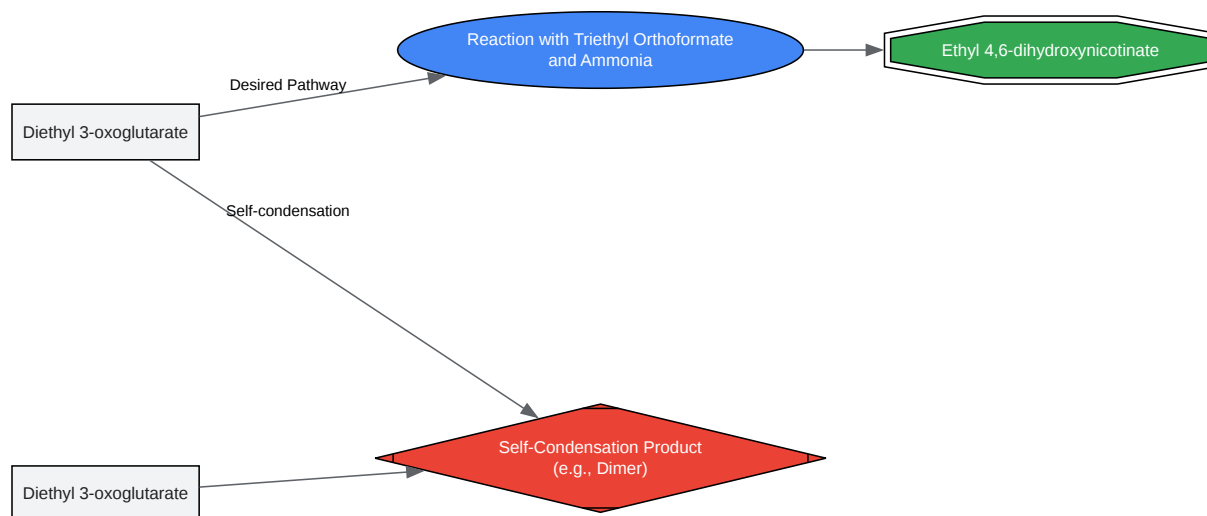 Reaction with Triethyl Orthoformate
and Ammonia
Ethyl 4,6-dihydroxynicotinate
Desired Pathway
Diethyl 3-oxoglutarate
Self-condensation
Self-Condensation Product
(e.g., Dimer)
Diethyl 3-oxoglutarate